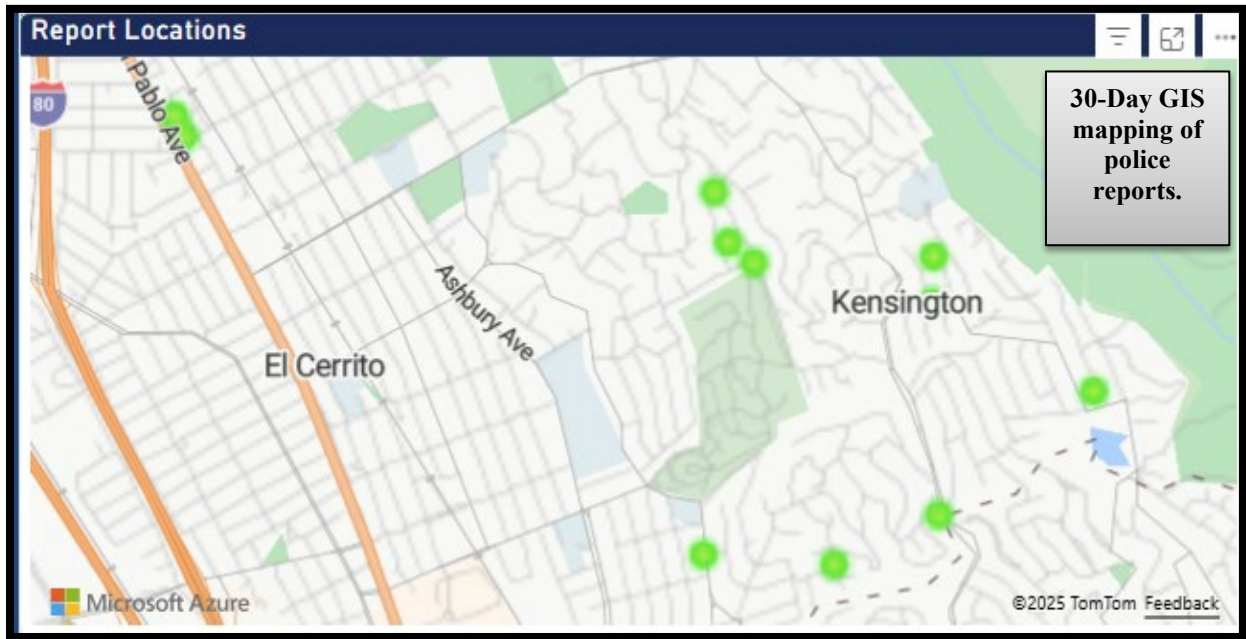 Report Locations
80
Pablo Ave
30-Day GIS
mapping of
police
reports.
Ashbury Ave
Kensington
El Cerrito
Microsoft Azure
©2025 TomTom Feedback